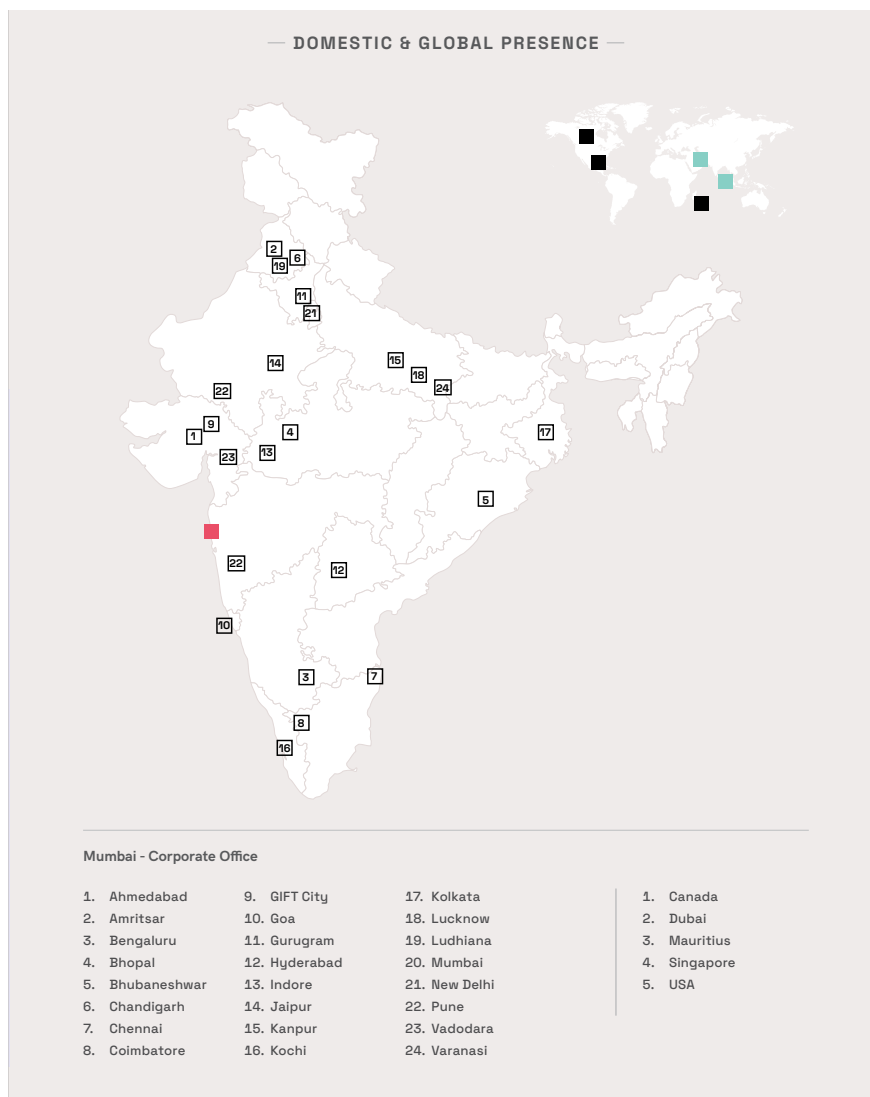 DOMESTIC & GLOBAL PRESENCE
2
6
19
11
21
14
15
18
22
24
9
1
4
17
23
13
5
22
12
10
3
7
8
16
Mumbai - Corporate Office
1. Ahmedabad
2. Amritsar
3. Bengaluru
4. Bhopal
5. Bhubaneshwar
6. Chandigarh
7. Chennai
8. Coimbatore
9. GIFT City
10. Goa
11. Gurugram
12. Hyderabad
13. Indore
14. Jaipur
15. Kanpur
16. Kochi
17. Kolkata
18. Lucknow
19. Ludhiana
20. Mumbai
21. New Delhi
22. Pune
23. Vadodara
24. Varanasi
1. Canada
2. Dubai
3. Mauritius
4. Singapore
5. USA